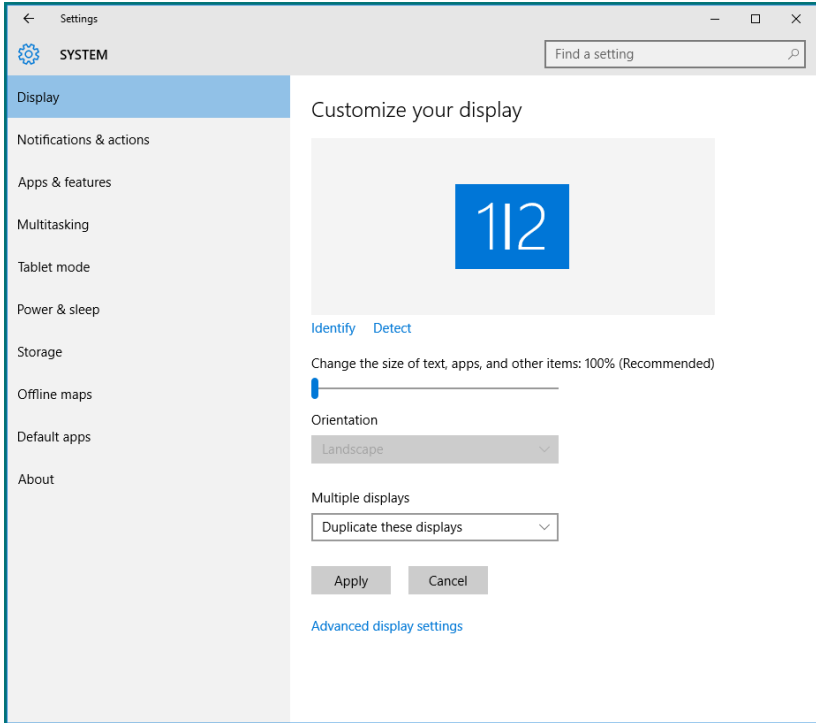 Settings
SYSTEM
Find a setting
Display
Notifications & actions
Apps & features
Multitasking
Tablet mode
Power & sleep
Storage
Offline maps
Default apps
About
Customize your display
1|2
Identify Detect
Change the size of text, apps, and other items: 100% (Recommended)
Orientation
Landscape
Multiple displays
Duplicate these displays
Apply Cancel
Advanced display settings